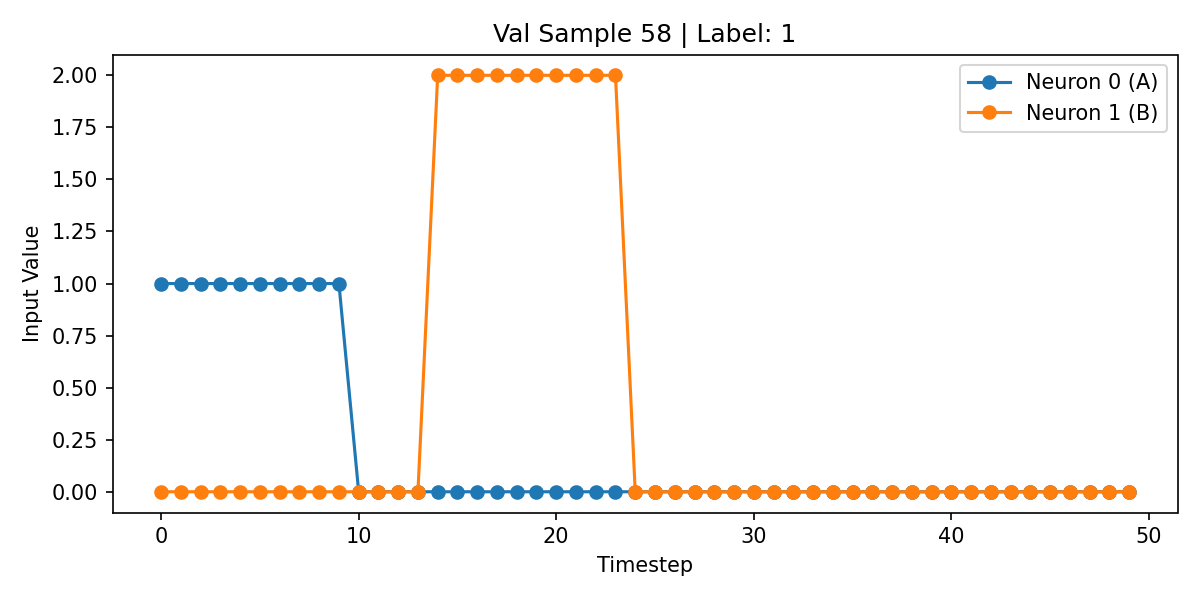 Val Sample 58 | Label: 1
Neuron 0 (A)
Neuron 1 (B)
Input Value
2.00
1.75
1.50
1.25
1.00
0.75
0.50
0.25
0.00
0 10 20 30 40 50
Timestep